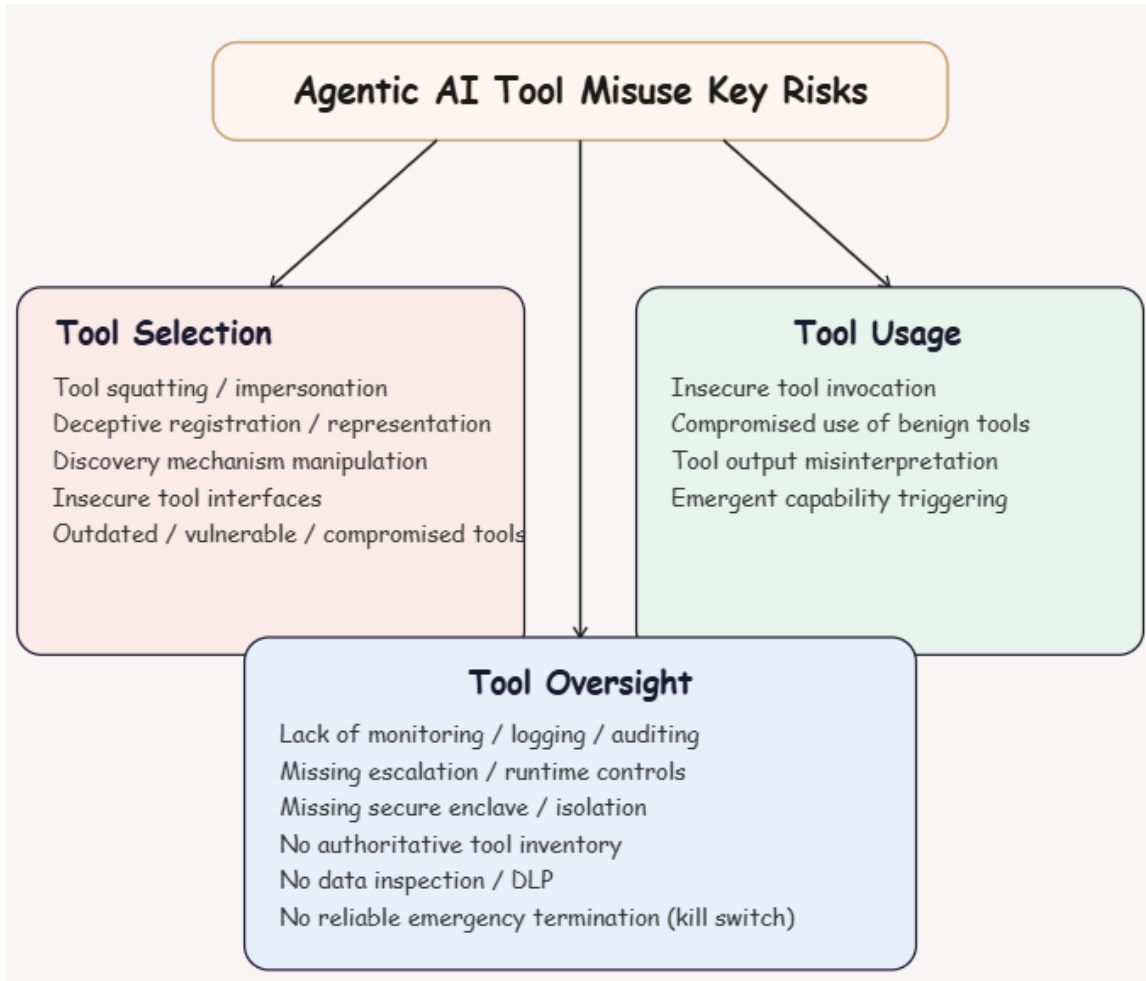 Agentic AI Tool Misuse Key Risks
Tool Selection
Tool squatting / impersonation
Deceptive registration / representation
Discovery mechanism manipulation
Insecure tool interfaces
Outdated / vulnerable / compromised tools
Tool Usage
Insecure tool invocation
Compromised use of benign tools
Tool output misinterpretation
Emergent capability triggering
Tool Oversight
Lack of monitoring / logging / auditing
Missing escalation / runtime controls
Missing secure enclave / isolation
No authoritative tool inventory
No data inspection / DLP
No reliable emergency termination (kill switch)